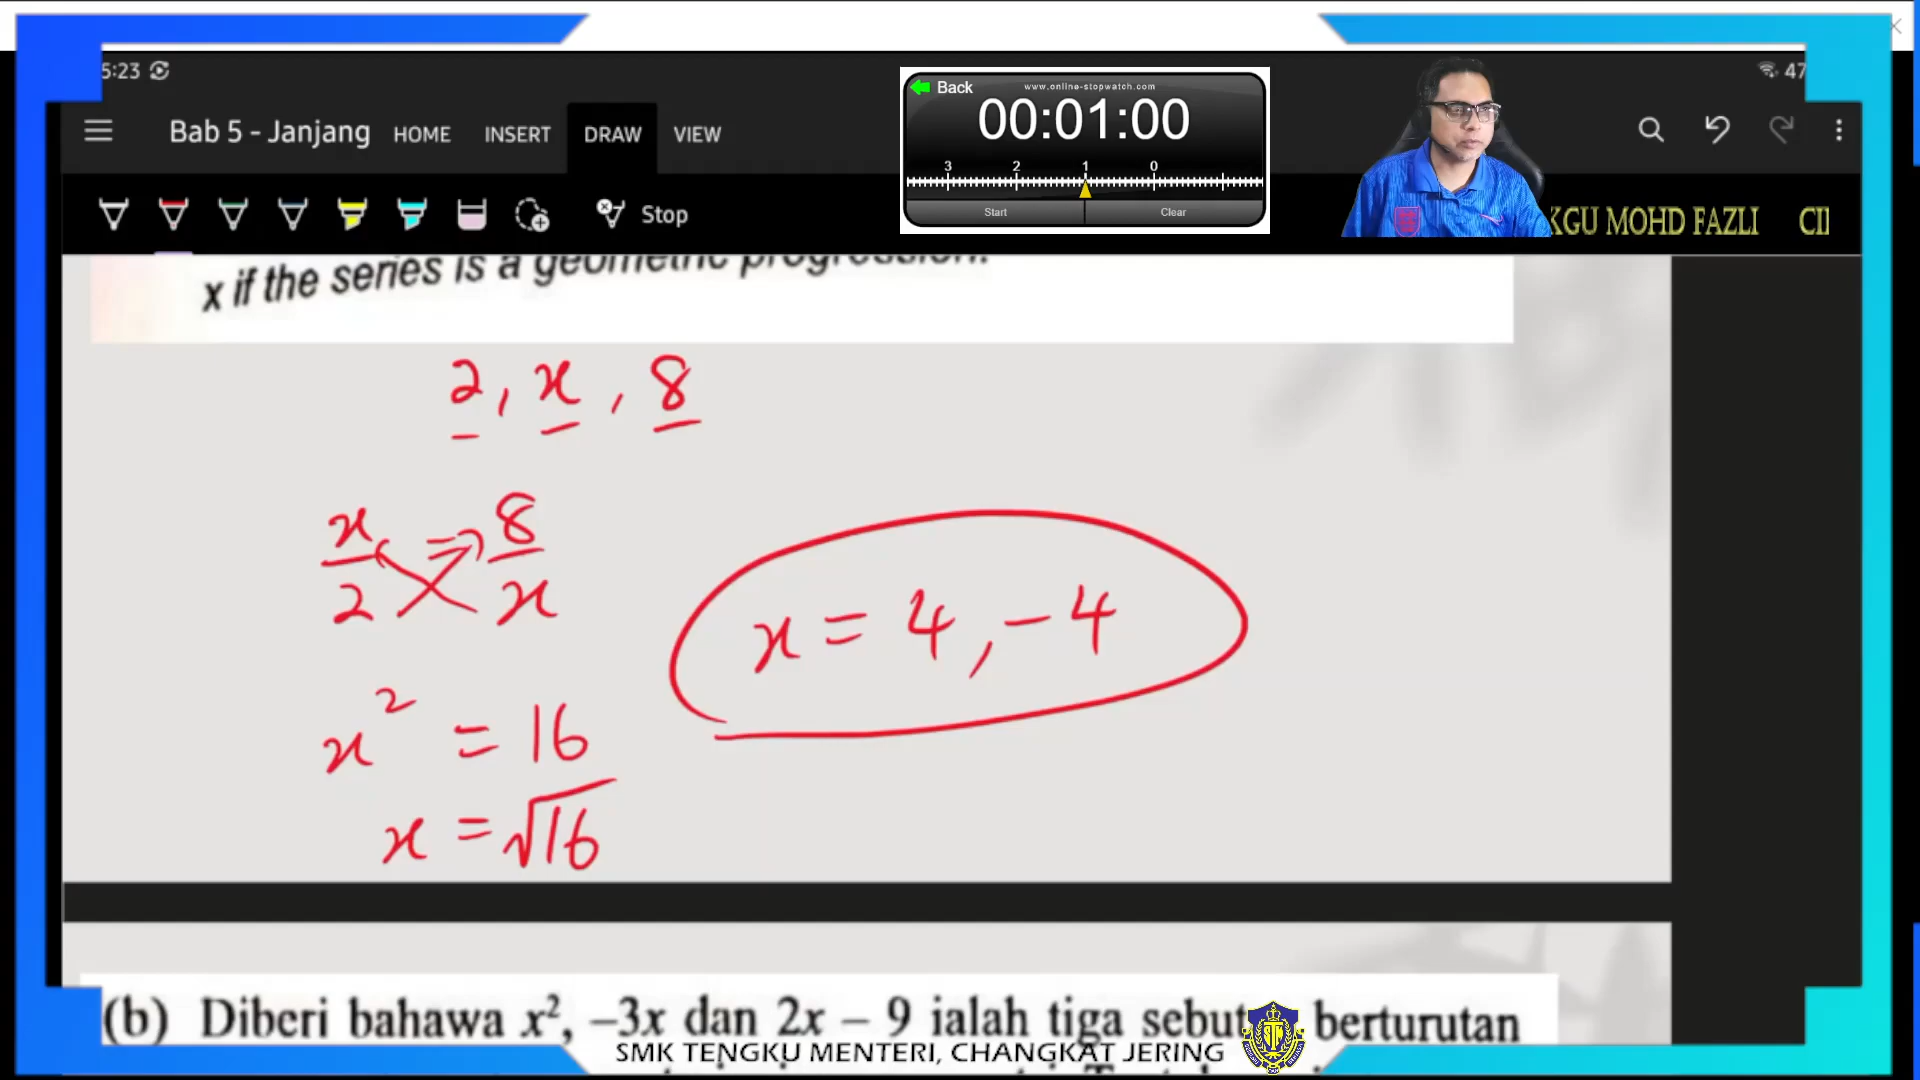 5:23
47
Back
www.online-stopwatch.com
00:01:00
3 2 1 0
Start Clear
Bab 5 - Janjang HOME INSERT DRAW VIEW
Stop
KGU MOHD FAZLI
x if the series is a geometric progression.
2, x, 8
x/2 = 8/x
x² = 16
x = √16
x = 4, -4
(b) Diberi bahawa x², –3x dan 2x – 9 ialah tiga berturutan
SMK TENGKU MENTERI, CHANGKAT JERING